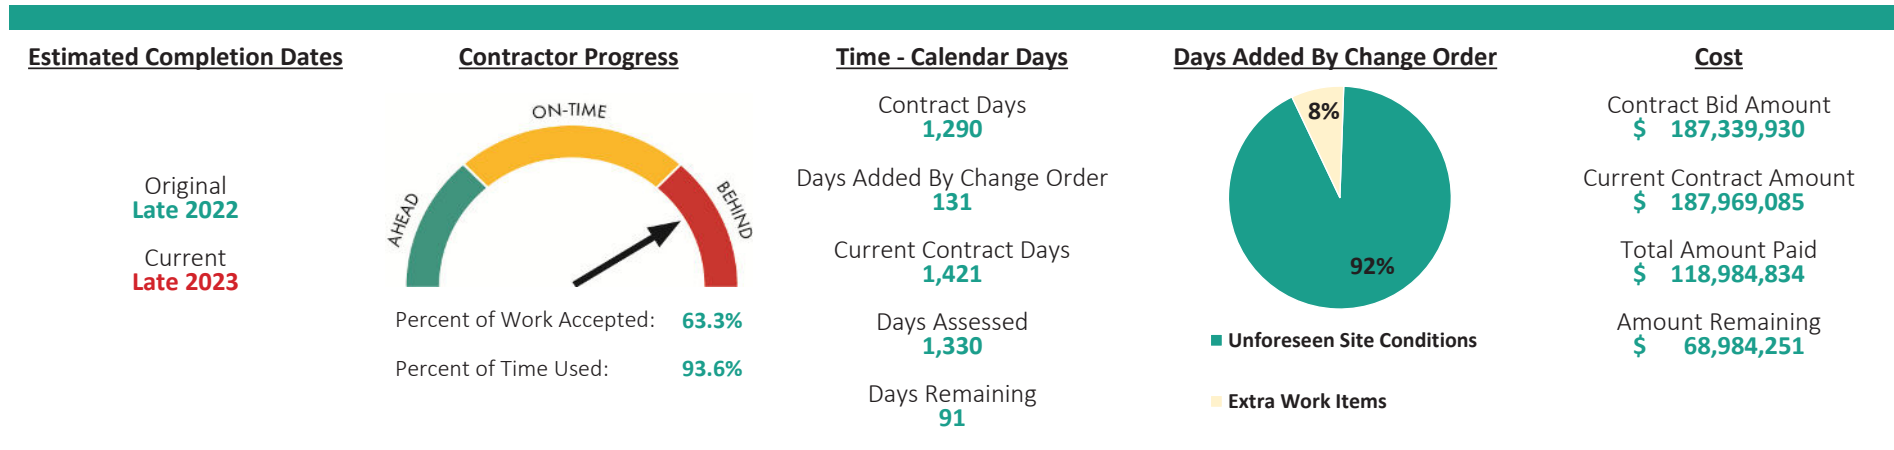 Estimated Completion Dates
Original
Late 2022
Current
Late 2023
Contractor Progress
AHEAD
ON-TIME
BEHIND
Percent of Work Accepted: 63.3%
Percent of Time Used: 93.6%
Time - Calendar Days
Contract Days
1,290
Days Added By Change Order
131
Current Contract Days
1,421
Days Assessed
1,330
Days Remaining
91
Days Added By Change Order
8%
92%
Unforeseen Site Conditions
Extra Work Items
Cost
Contract Bid Amount
$ 187,339,930
Current Contract Amount
$ 187,969,085
Total Amount Paid
$ 118,984,834
Amount Remaining
$ 68,984,251